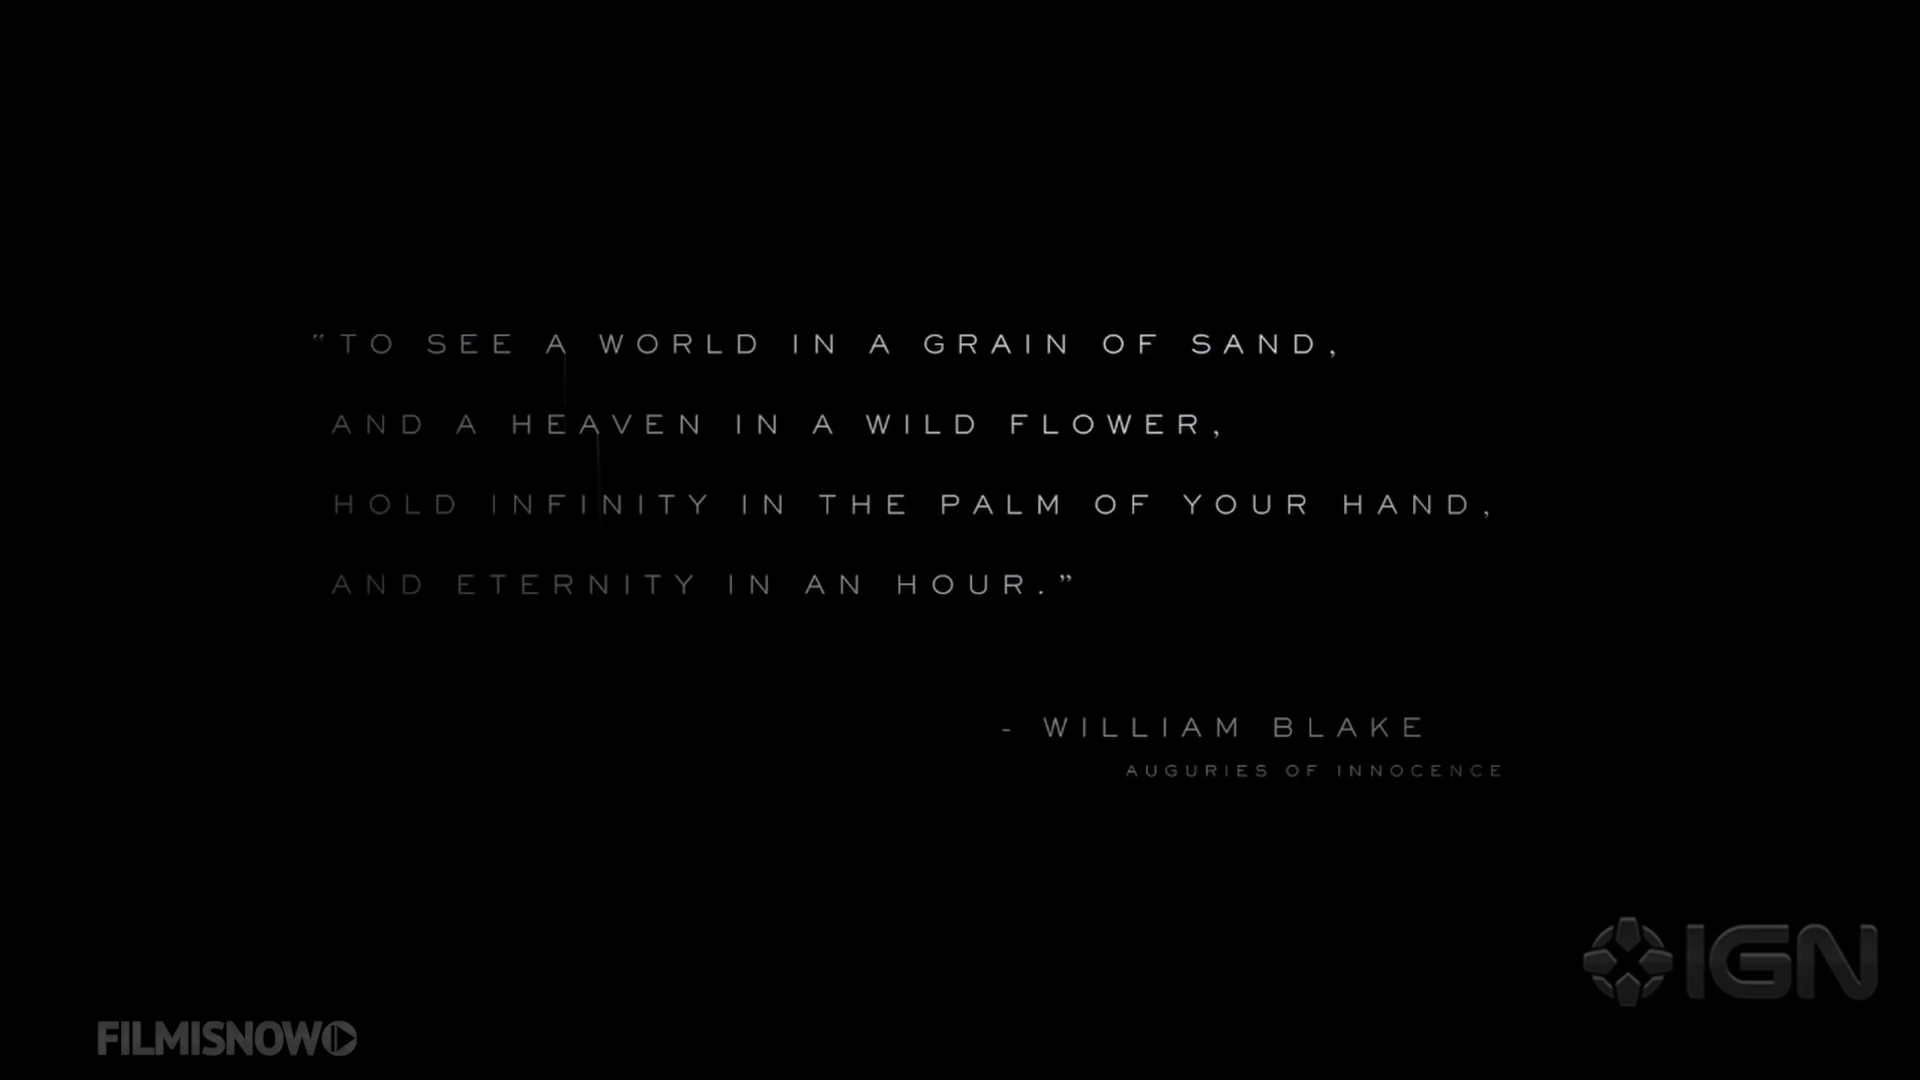 "TO SEE A WORLD IN A GRAIN OF SAND,
AND A HEAVEN IN A WILD FLOWER,
HOLD INFINITY IN THE PALM OF YOUR HAND,
AND ETERNITY IN AN HOUR."
- WILLIAM BLAKE
AUGURIES OF INNOCENCE
IGN
FILMISNOW